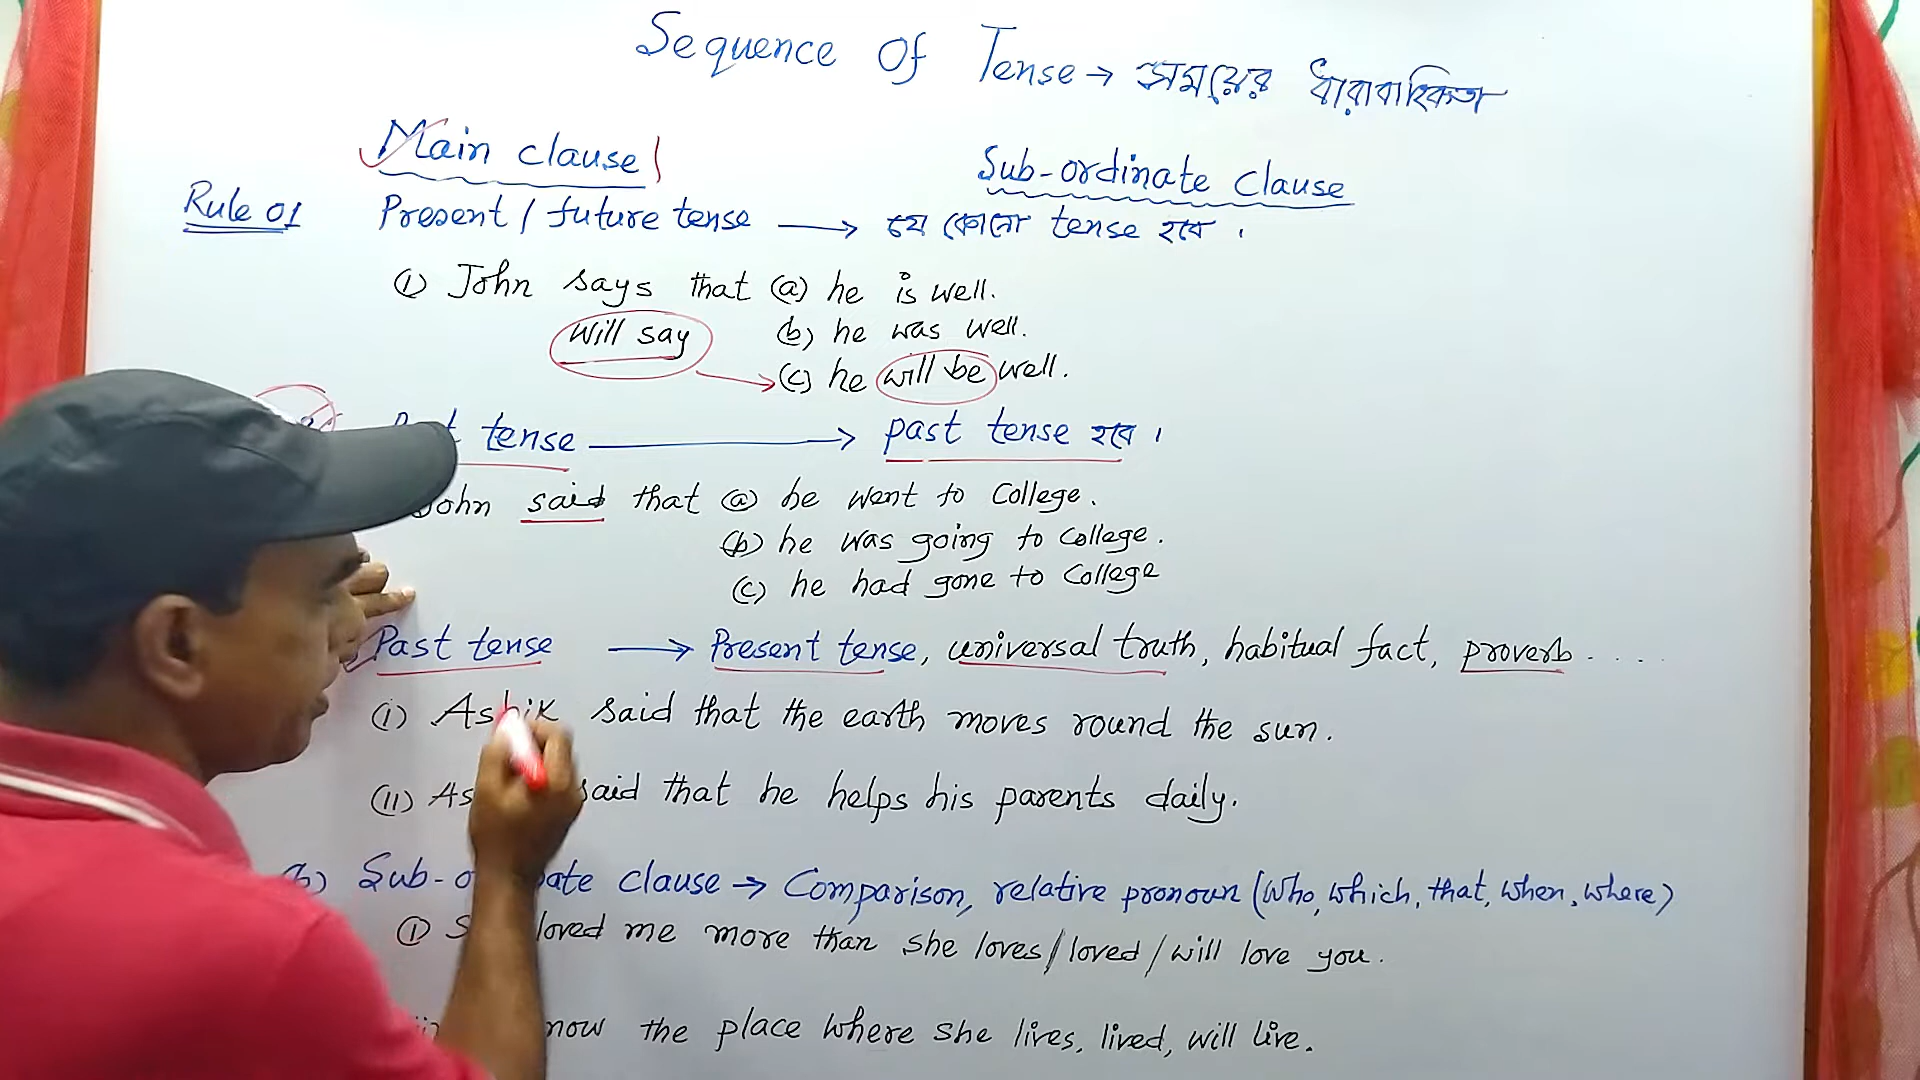 Sequence Of Tense → সময়ের ধারাবাহিকতা
Main clause
Sub-ordinate Clause
Rule 01 Present / future tense → যে কোনো tense হবে।
(i) John says that (a) he is well.
will say (b) he was well.
(c) he will be well.
tense → past tense হবে।
John said that (a) he went to College.
(b) he was going to College.
(c) he had gone to College
Past tense → Present tense, universal truth, habitual fact, proverb .....
(i) Ashik said that the earth moves round the sun.
(ii) As said that he helps his parents daily.
(b) Sub-ordinate clause → Comparison, relative pronoun (Who, which, that, when, where)
(i) loved me more than she loves/loved/will love you.
the place where she lives, lived, will live.